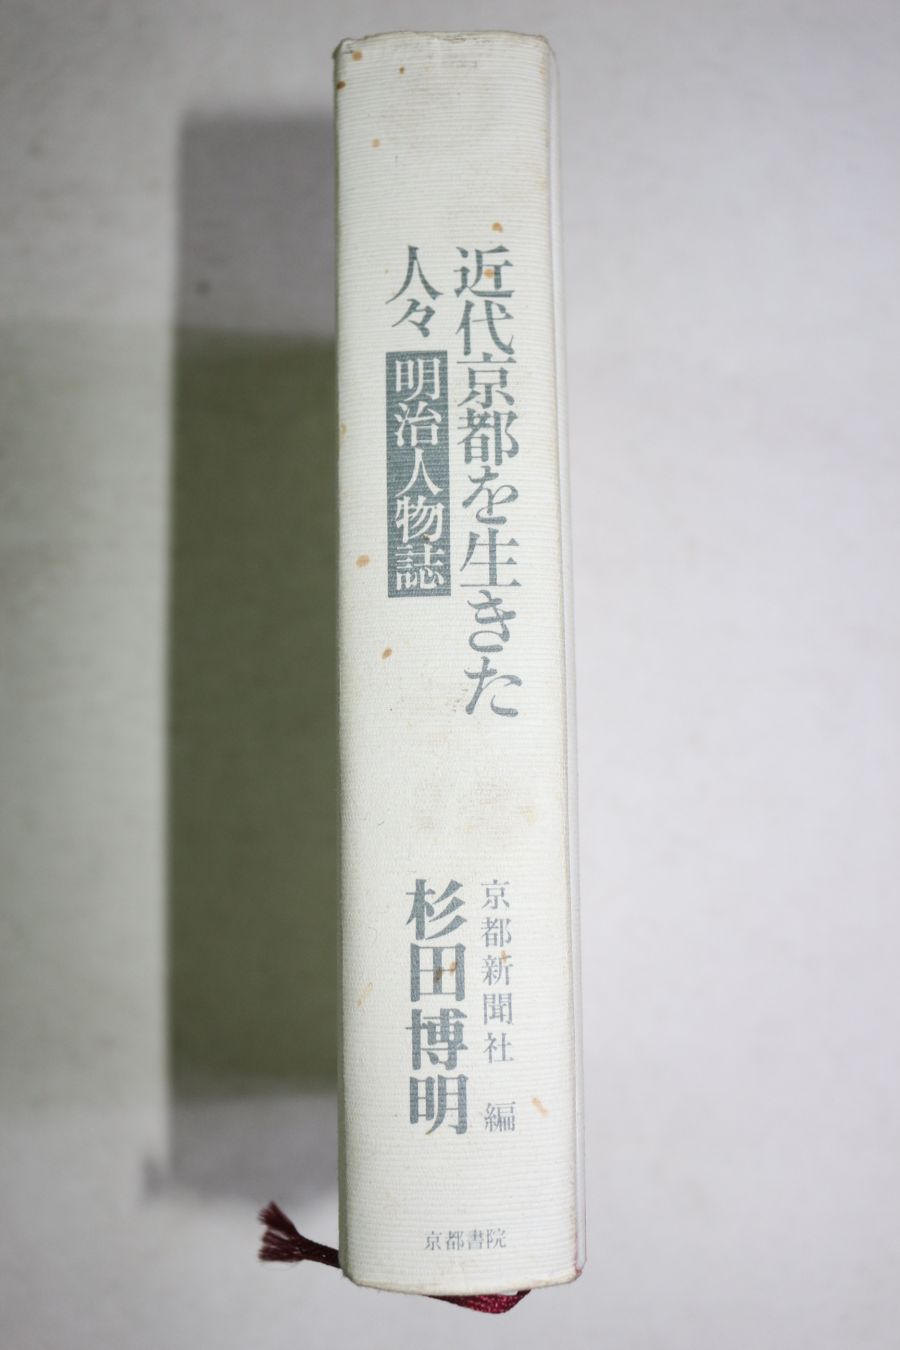 近代京都を生きた
人々 明治人物誌
京都新聞社 編
杉田博明
京都書院